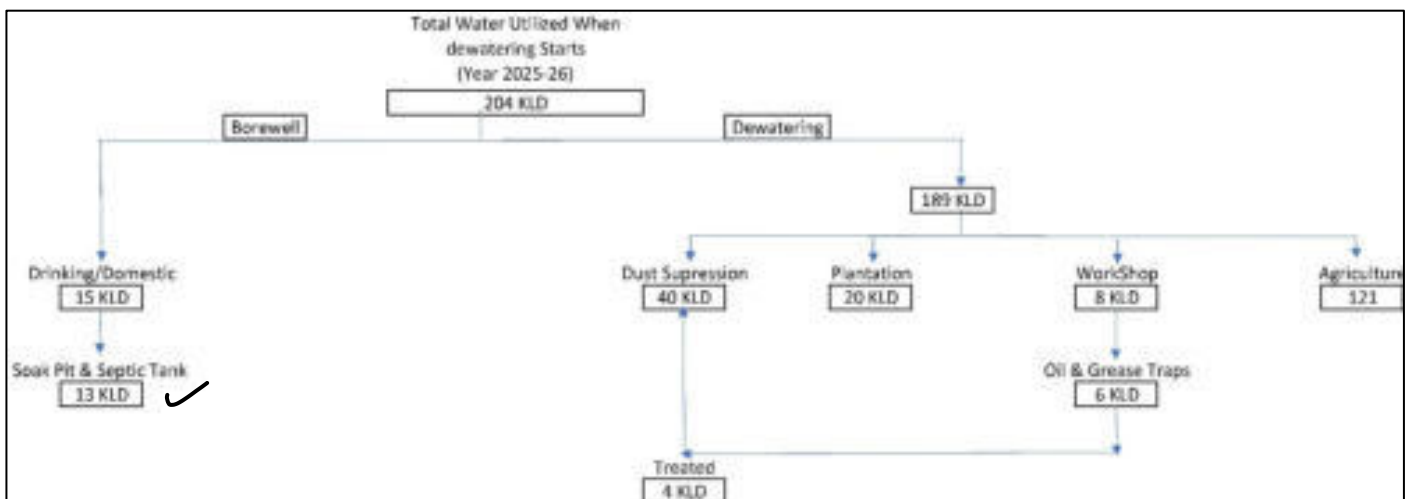 Total Water Utilized When
dewatering Starts
(Year 2025-26)
204 KLD
Borewell
Dewatering
189 KLD
Drinking/Domestic
15 KLD
Dust Supression
40 KLD
Plantation
20 KLD
WorkShop
8 KLD
Agriculture
121
Soak Pit & Septic Tank
13 KLD
Oil & Grease Traps
6 KLD
Treated
4 KLD